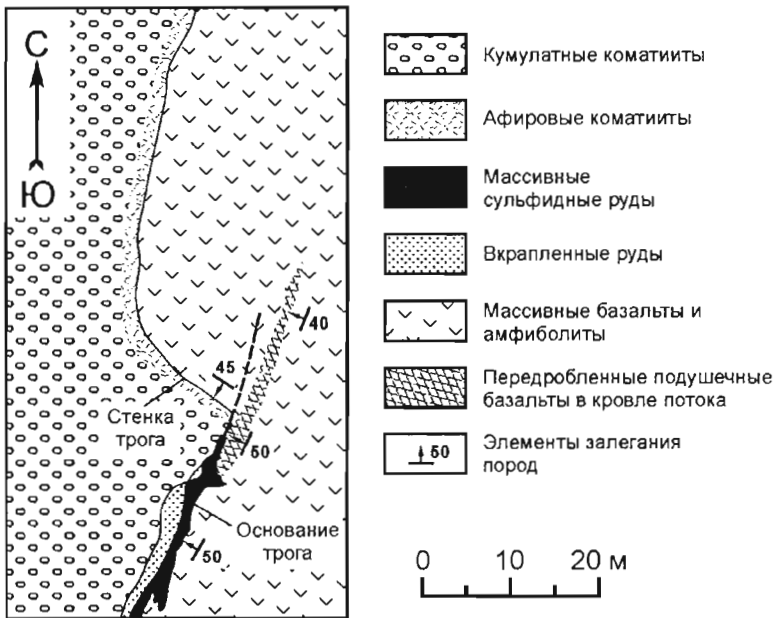 С
Ю
45
40
50
50
Стенка
трога
Основание
трога
Кумулатные коматииты
Афировые коматииты
Массивные
сульфидные руды
Вкрапленные руды
Массивные базальты и
амфиболиты
Передробленные подушечные
базальты в кровле потока
50
Элементы залегания
пород
0 10 20 м